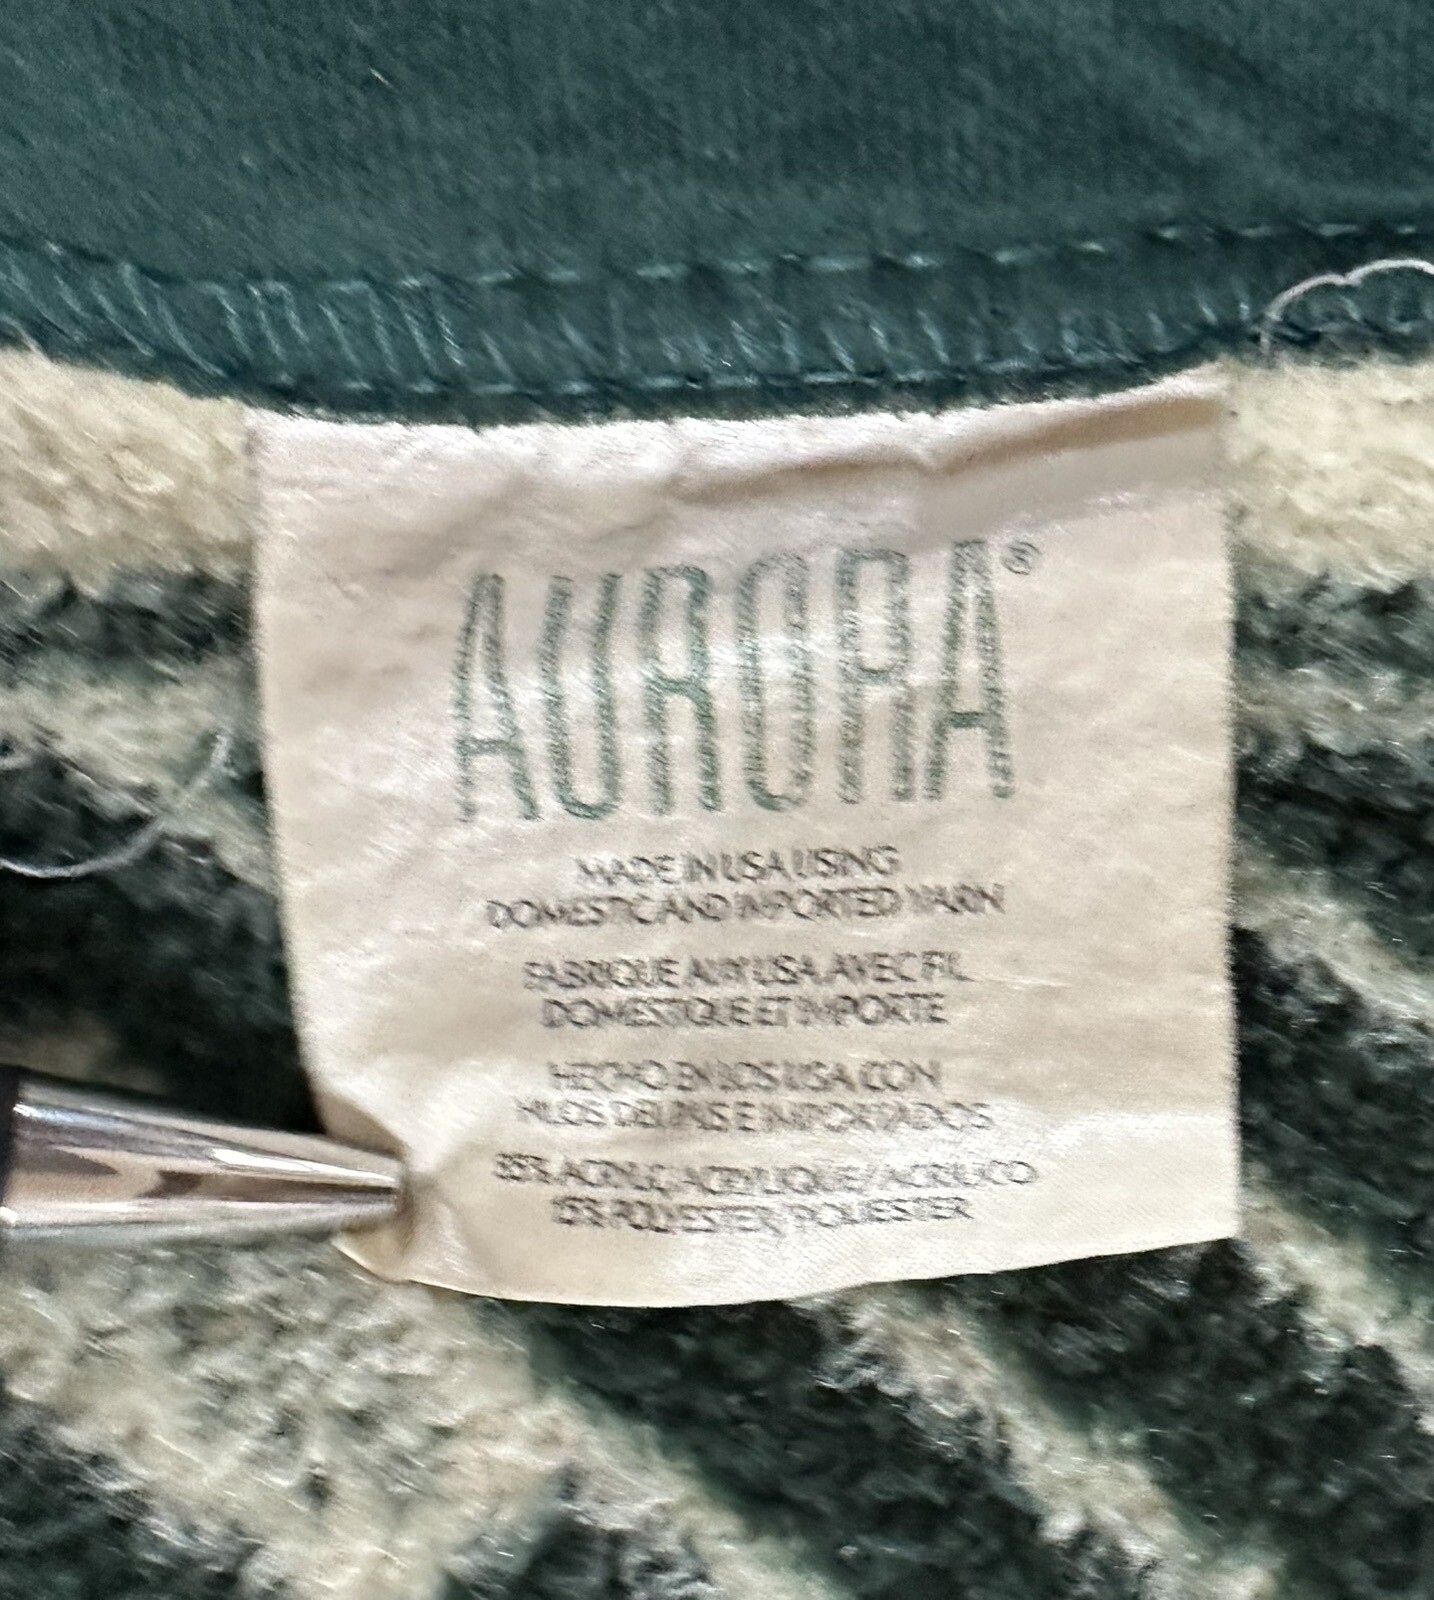 AURORA®
MADE IN USA USING
DOMESTIC AND IMPORTED YARN
FABRIQUE AUX USA AVEC FIL
DOMESTIQUE ET IMPORTE
HECHO EN LOS USA CON
HILOS DEL PAIS E IMPORTADOS
85% ACRYLIC/ACRYLIQUE/ACRILICO
15% POLYESTER/POLIESTER